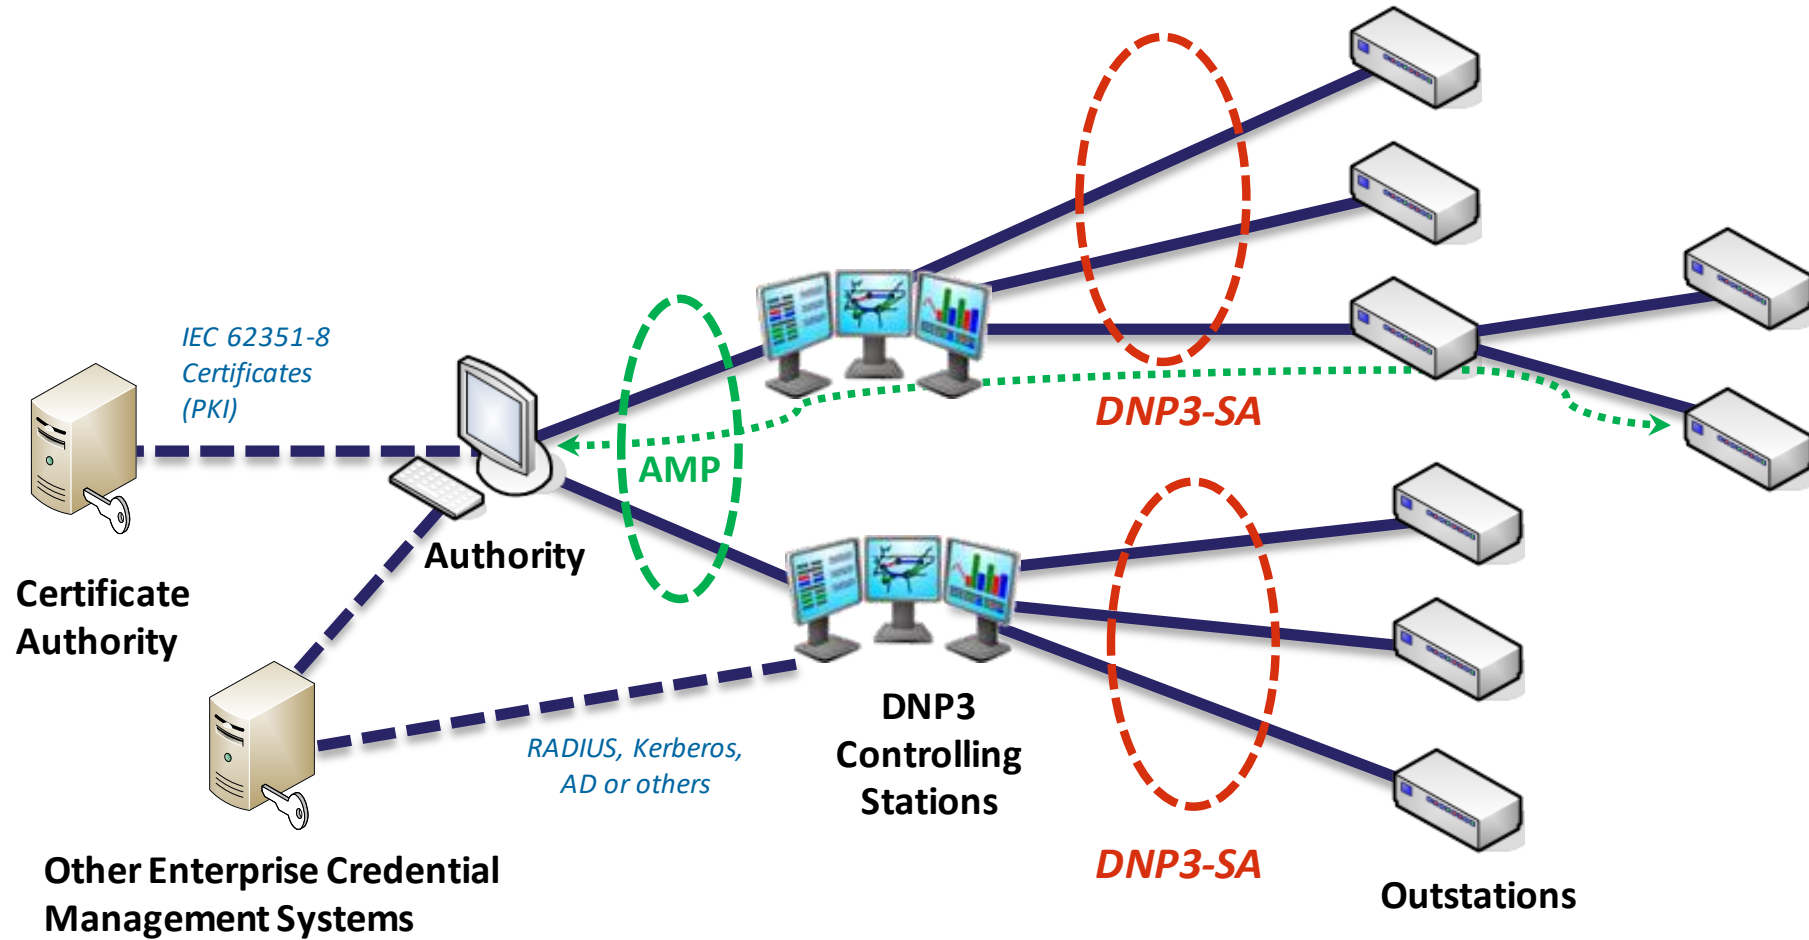 IEC 62351-8
Certificates
(PKI)
DNP3-SA
AMP
Authority
Certificate
Authority
DNP3
Controlling
Stations
RADIUS, Kerberos,
AD or others
DNP3-SA
Outstations
Other Enterprise Credential
Management Systems